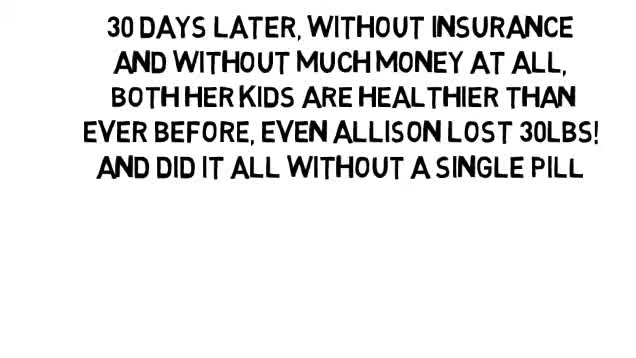 30 DAYS LATER, WITHOUT INSURANCE
AND WITHOUT MUCH MONEY AT ALL,
BOTH HER KIDS ARE HEALTHIER THAN
EVER BEFORE, EVEN ALLISON LOST 30LBS!
AND DID IT ALL WITHOUT A SINGLE PILL